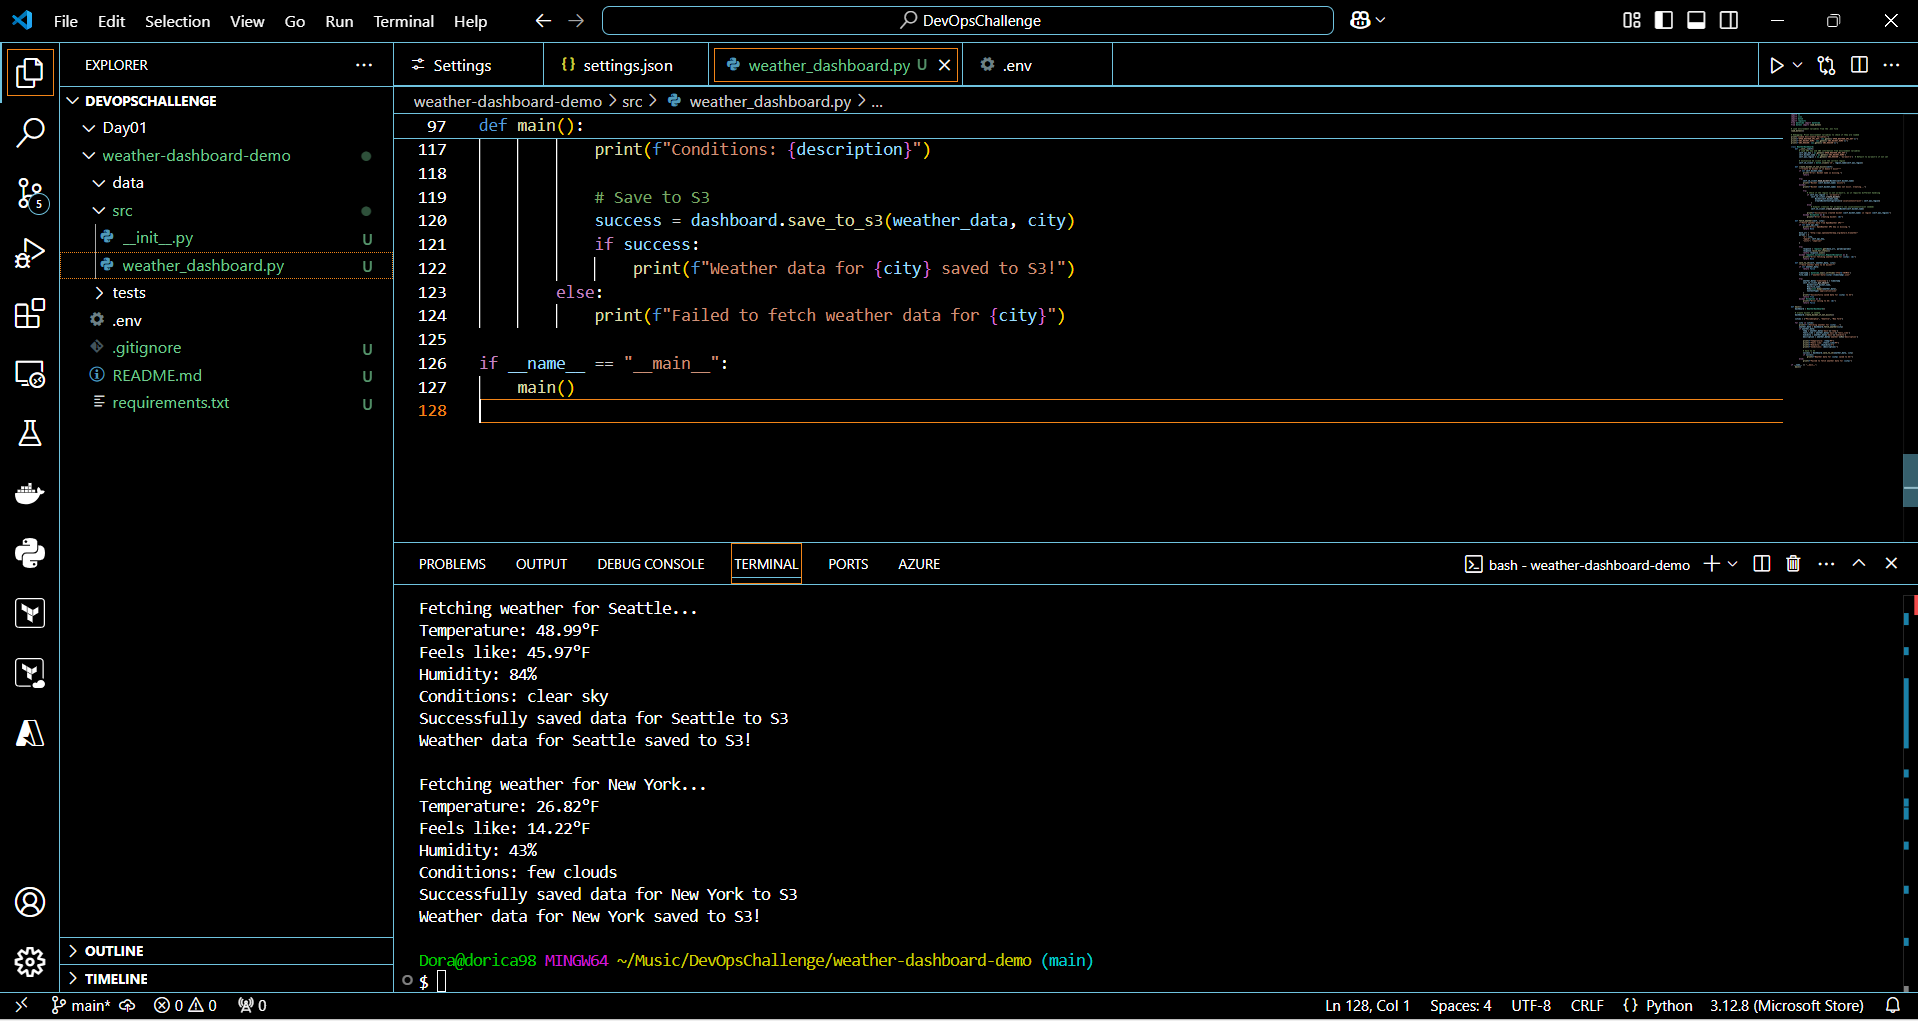 File Edit Selection View Go Run Terminal Help
DevOpsChallenge
EXPLORER
DEVOPSCHALLENGE
Day01
weather-dashboard-demo
data
src
__init__.py U
weather_dashboard.py U
tests
.env
.gitignore U
README.md U
requirements.txt U
OUTLINE
TIMELINE
5
Settings
settings.json
weather_dashboard.py U
.env
weather-dashboard-demo > src > weather_dashboard.py > ...
97 def main():
117 print(f"Conditions: {description}")
118
119 # Save to S3
120 success = dashboard.save_to_s3(weather_data, city)
121 if success:
122 print(f"Weather data for {city} saved to S3!")
123 else:
124 print(f"Failed to fetch weather data for {city}")
125
126 if __name__ == "__main__":
127 main()
128
PROBLEMS OUTPUT DEBUG CONSOLE TERMINAL PORTS AZURE
bash - weather-dashboard-demo
Fetching weather for Seattle...
Temperature: 48.99°F
Feels like: 45.97°F
Humidity: 84%
Conditions: clear sky
Successfully saved data for Seattle to S3
Weather data for Seattle saved to S3!
Fetching weather for New York...
Temperature: 26.82°F
Feels like: 14.22°F
Humidity: 43%
Conditions: few clouds
Successfully saved data for New York to S3
Weather data for New York saved to S3!
Dora@dorica98 MINGW64 ~/Music/DevOpsChallenge/weather-dashboard-demo (main)
$
main* 0 0 0
Ln 128, Col 1 Spaces: 4 UTF-8 CRLF {} Python 3.12.8 (Microsoft Store)